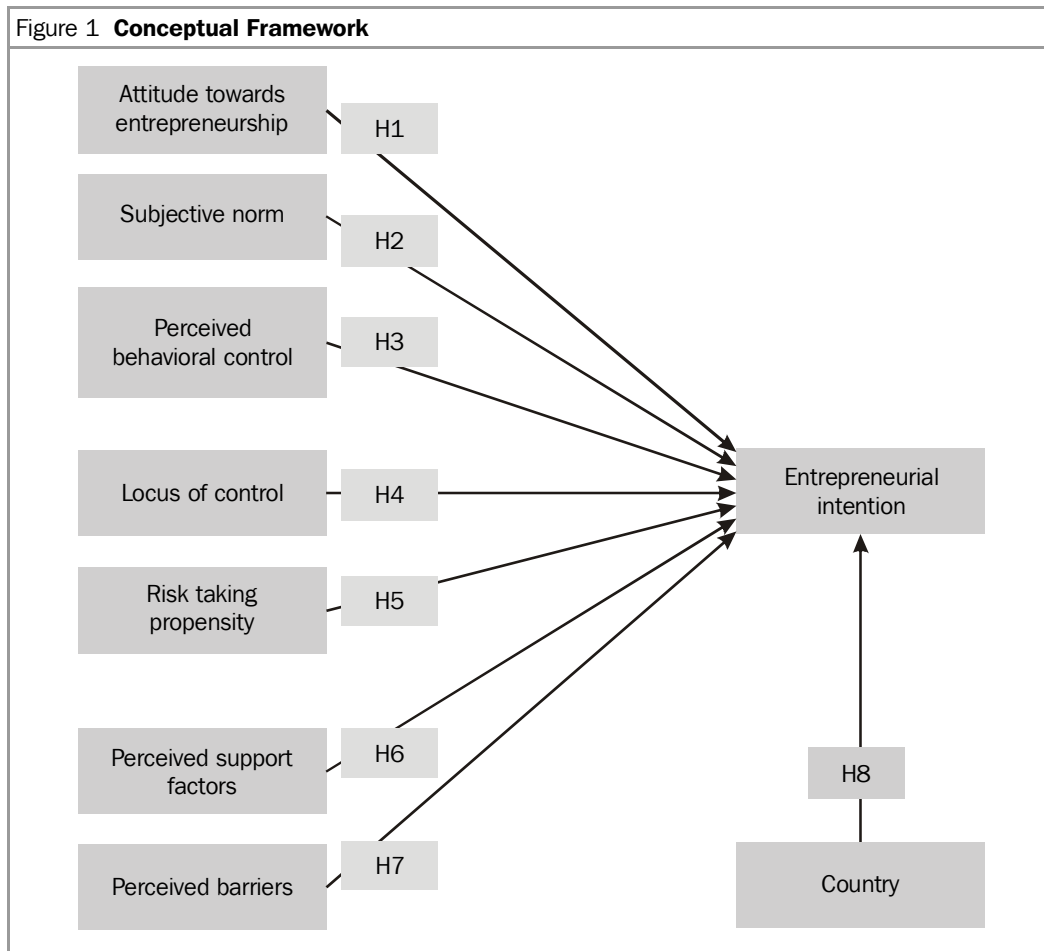 Figure 1 Conceptual Framework
Attitude towards
entrepreneurship
H1
Subjective norm
H2
Perceived
behavioral control
H3
Locus of control
H4
Risk taking
propensity
H5
Perceived support
factors
H6
Perceived barriers
H7
Entrepreneurial
intention
H8
Country